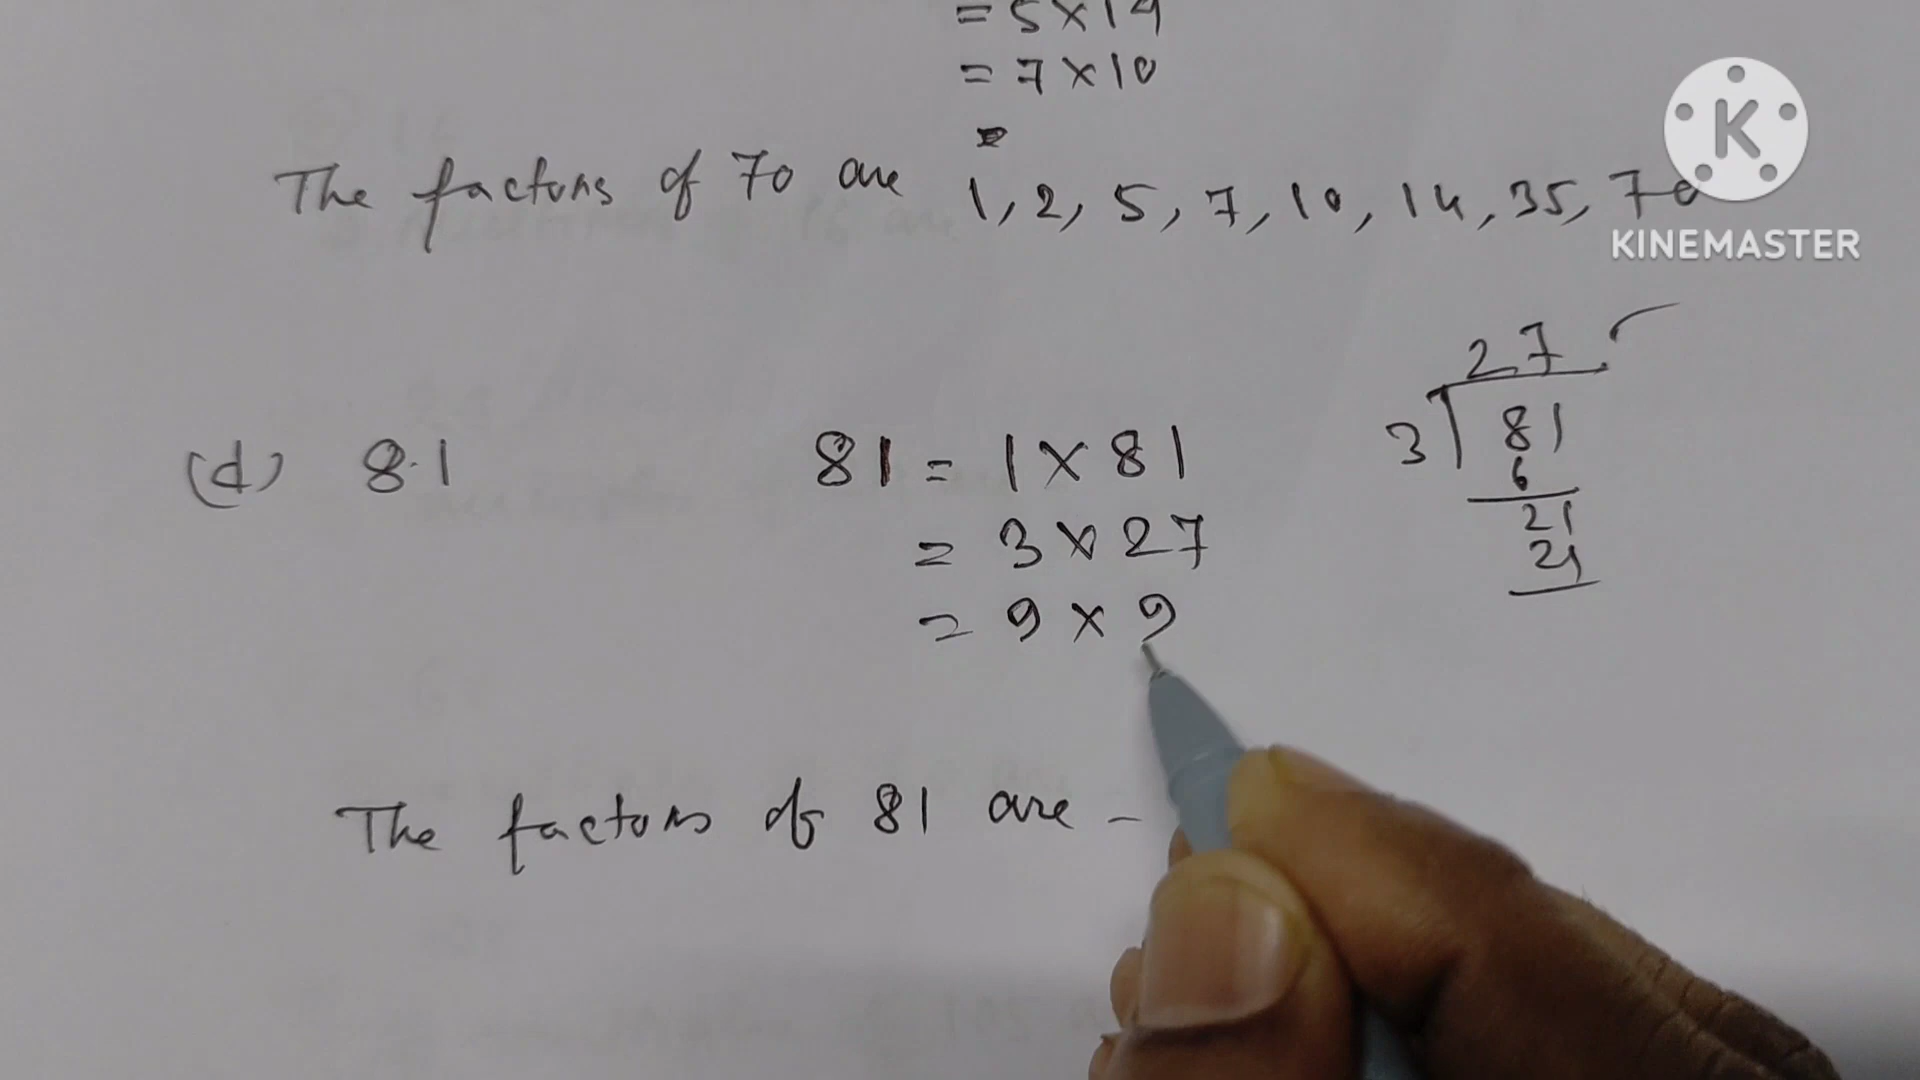 = 5 × 14
= 7 × 10
The factors of 70 are 1, 2, 5, 7, 10, 14, 35, 70
K
KINEMASTER
(d) 81
81 = 1 × 81
= 3 × 27
= 9 × 9
27
3 81
6
21
21
The factors of 81 are -